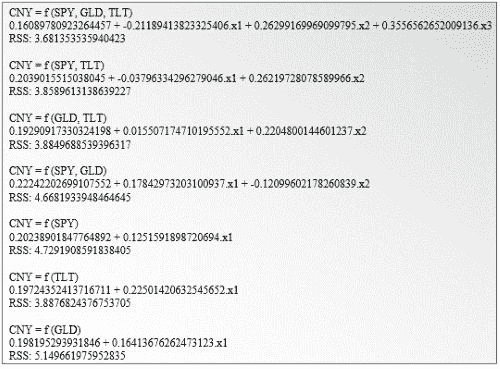 CNY = f (SPY, GLD, TLT)
0.16089780923264457 + -0.21189413823325406.x1 + 0.26299169969099795.x2 + 0.3556562652009136.x3
RSS: 3.681353535940423
CNY = f (SPY, TLT)
0.2039015515038045 + -0.03796334296279046.x1 + 0.26219728078589966.x2
RSS: 3.8589613138639227
CNY = f (GLD, TLT)
0.19290917330324198 + 0.015507174710195552.x1 + 0.2204800144601237.x2
RSS: 3.8849688539396317
CNY = f (SPY, GLD)
0.22242202699107552 + 0.17842973203100937.x1 + -0.12099602178260839.x2
RSS: 4.6681933948464645
CNY = f (SPY)
0.20238901847764892 + 0.1251591898720694.x1
RSS: 4.7291908591838405
CNY = f (TLT)
0.19724352413716711 + 0.22501420632545652.x1
RSS: 3.8876824376753705
CNY = f (GLD)
0.198195293931846 + 0.16413676262473123.x1
RSS: 5.149661975952835